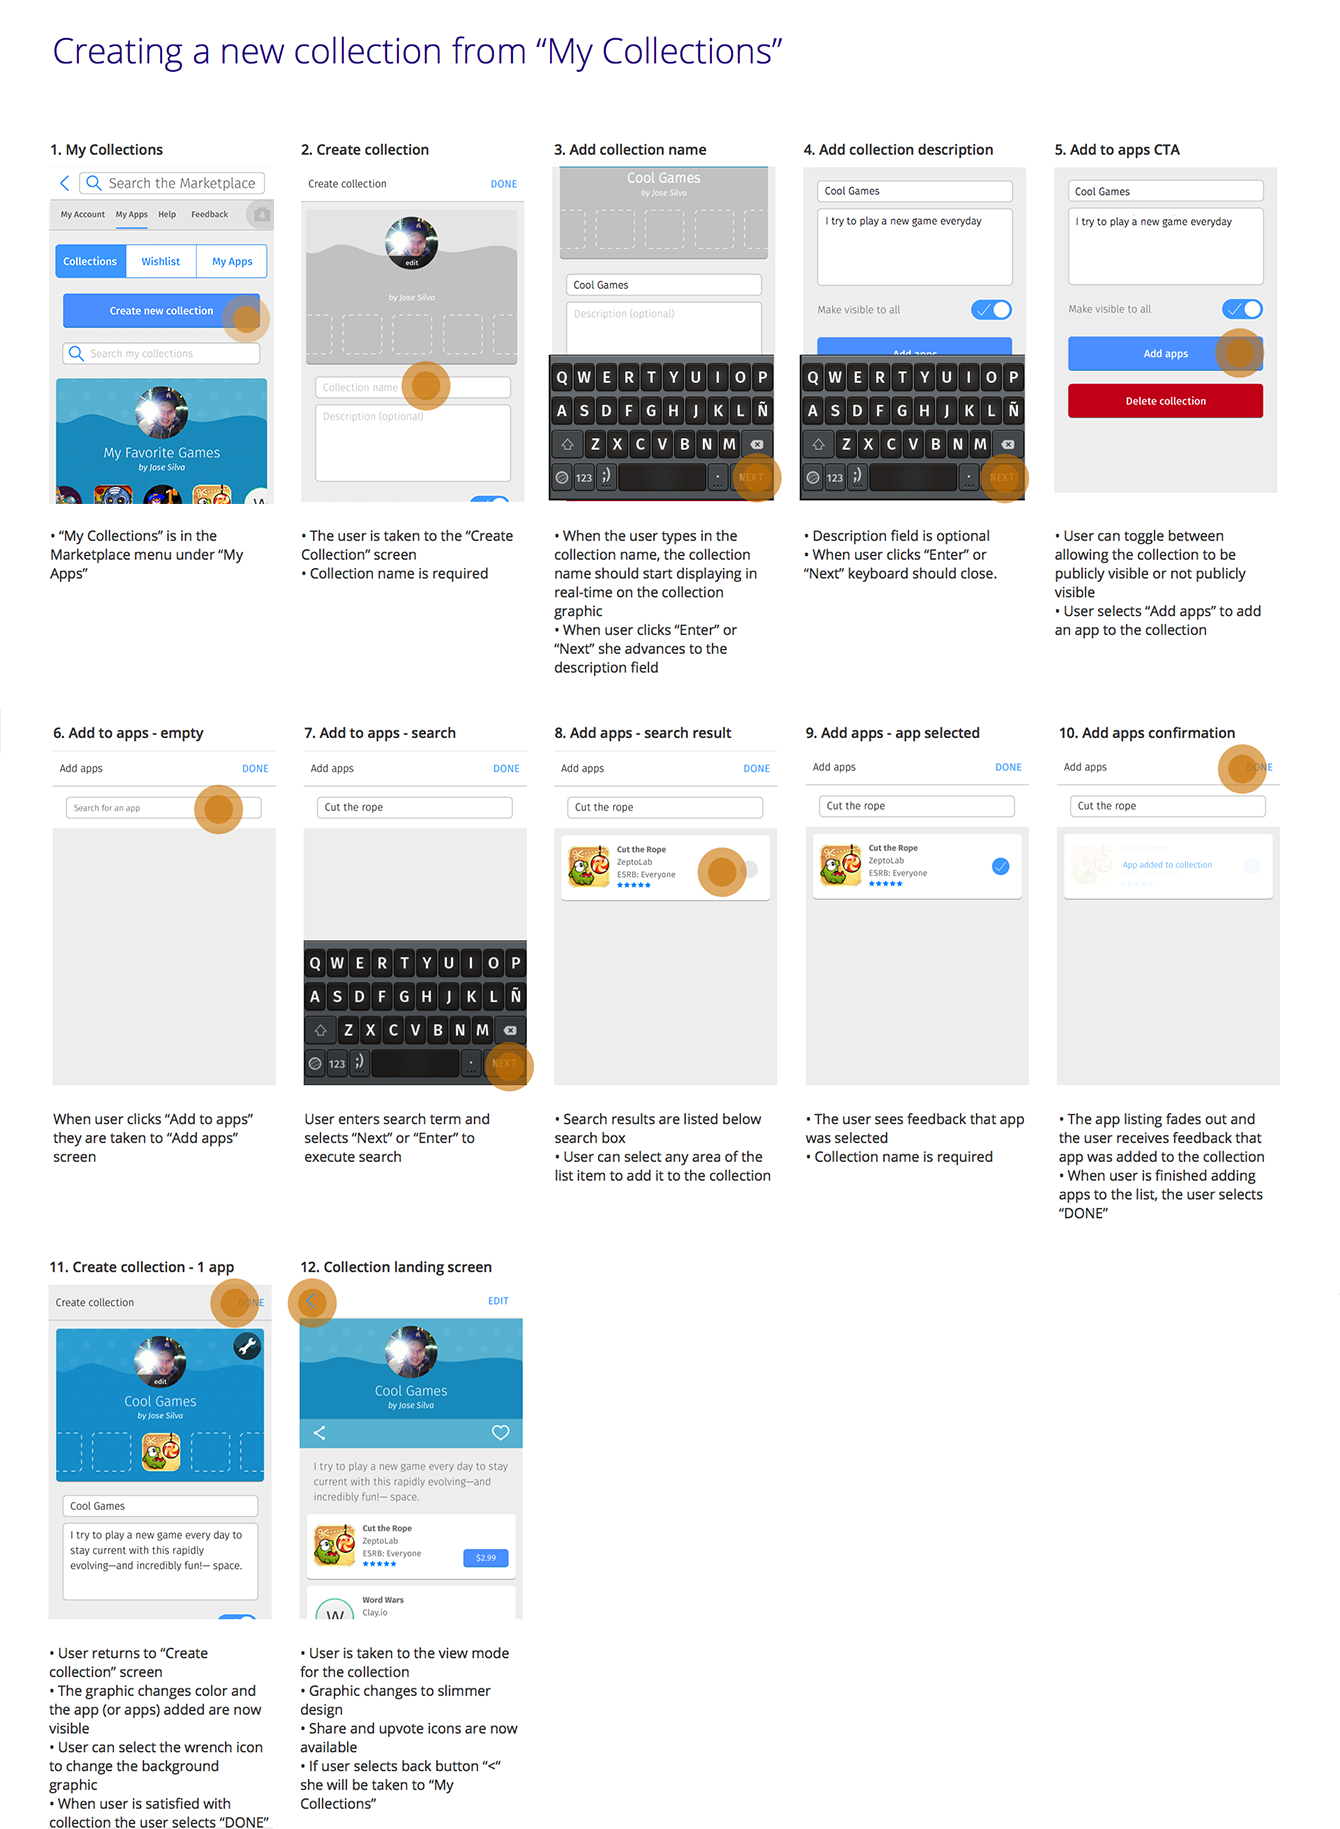 Creating a new collection from “My Collections”
1. My Collections
Search the Marketplace
My Account My Apps Help Feedback
Collections Wishlist My Apps
Create new collection
Search my collections
My Favorite Games
by Jose Silva
W
• “My Collections” is in the
Marketplace menu under “My
Apps”
2. Create collection
Create collection DONE
edit
by Jose Silva
Collection name
Description (optional)
• The user is taken to the “Create
Collection” screen
• Collection name is required
3. Add collection name
Cool Games
by Jose Silva
Cool Games
Description (optional)
Q W E R T Y U I O P
A S D F G H J K L Ñ
Z X C V B N M
123 ;) . NEXT
• When the user types in the
collection name, the collection
name should start displaying in
real-time on the collection
graphic
• When user clicks “Enter” or
“Next” she advances to the
description field
4. Add collection description
Cool Games
I try to play a new game everyday
Make visible to all
Add apps
Q W E R T Y U I O P
A S D F G H J K L Ñ
Z X C V B N M
123 ;) . NEXT
• Description field is optional
• When user clicks “Enter” or
“Next” keyboard should close.
5. Add to apps CTA
Cool Games
I try to play a new game everyday
Make visible to all
Add apps
Delete collection
• User can toggle between
allowing the collection to be
publicly visible or not publicly
visible
• User selects “Add apps” to add
an app to the collection
6. Add to apps - empty
Add apps DONE
Search for an app
When user clicks “Add to apps”
they are taken to “Add apps”
screen
7. Add to apps - search
Add apps DONE
Cut the rope
Q W E R T Y U I O P
A S D F G H J K L Ñ
Z X C V B N M
123 ;) . NEXT
User enters search term and
selects “Next” or “Enter” to
execute search
8. Add apps - search result
Add apps DONE
Cut the rope
Cut the Rope
ZeptoLab
ESRB: Everyone
• Search results are listed below
search box
• User can select any area of the
list item to add it to the collection
9. Add apps - app selected
Add apps DONE
Cut the rope
Cut the Rope
ZeptoLab
ESRB: Everyone
• The user sees feedback that app
was selected
• Collection name is required
10. Add apps confirmation
Add apps DONE
Cut the rope
Cut the Rope
App added to collection
• The app listing fades out and
the user receives feedback that
app was added to the collection
• When user is finished adding
apps to the list, the user selects
“DONE”
11. Create collection - 1 app
Create collection DONE
edit
Cool Games
by Jose Silva
Cool Games
I try to play a new game every day to
stay current with this rapidly
evolving—and incredibly fun!— space.
• User returns to “Create
collection” screen
• The graphic changes color and
the app (or apps) added are now
visible
• User can select the wrench icon
to change the background
graphic
• When user is satisfied with
collection the user selects “DONE”
12. Collection landing screen
EDIT
Cool Games
by Jose Silva
I try to play a new game every day to stay
current with this rapidly evolving—and
incredibly fun!— space.
Cut the Rope
ZeptoLab
ESRB: Everyone
$2.99
Word Wars
Clay.io
W
• User is taken to the view mode
for the collection
• Graphic changes to slimmer
design
• Share and upvote icons are now
available
• If user selects back button “<“
she will be taken to “My
Collections”